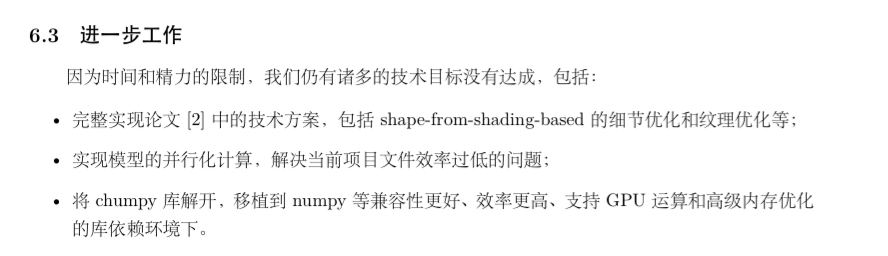 6.3 进一步工作
因为时间和精力的限制，我们仍有诸多的技术目标没有达成，包括：
• 完整实现论文 [2] 中的技术方案，包括 shape-from-shading-based 的细节优化和纹理优化等；
• 实现模型的并行化计算，解决当前项目文件效率过低的问题；
• 将 chumpy 库解开，移植到 numpy 等兼容性更好、效率更高、支持 GPU 运算和高级内存优化
的库依赖环境下。